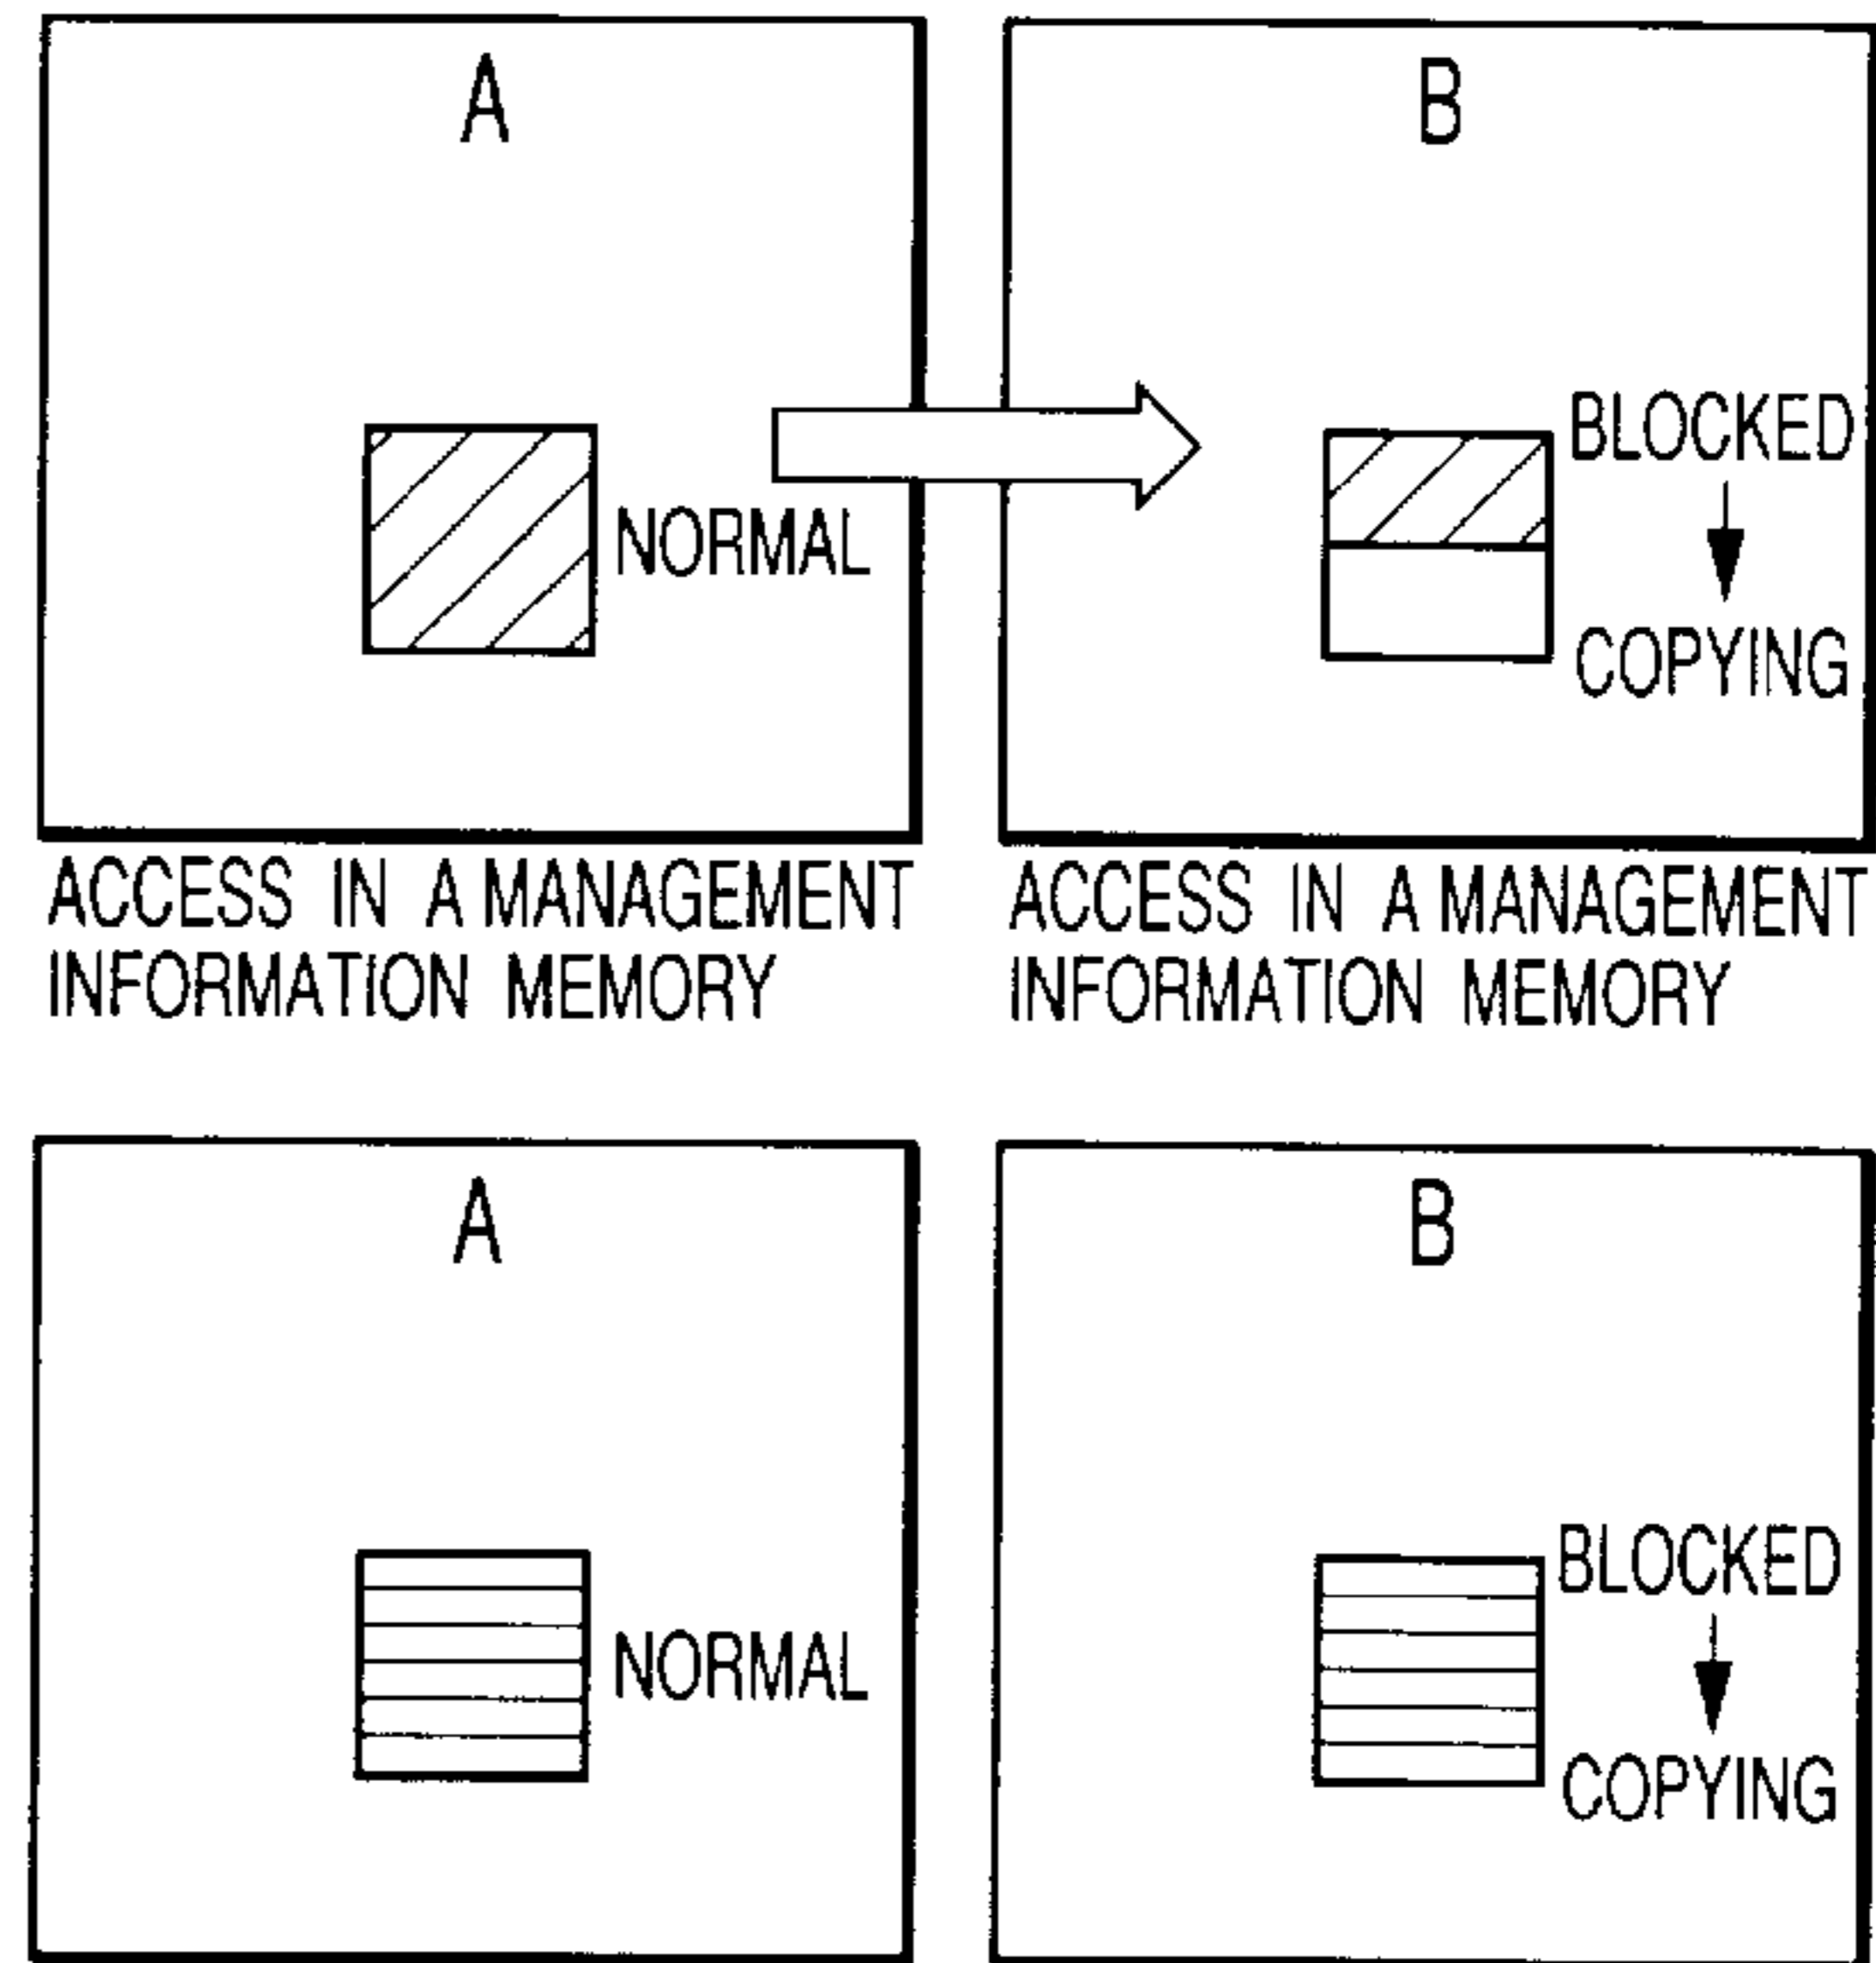 A
B
NORMAL
BLOCKED
COPYING
ACCESS IN A MANAGEMENT
INFORMATION MEMORY
ACCESS IN A MANAGEMENT
INFORMATION MEMORY
A
B
NORMAL
BLOCKED
COPYING